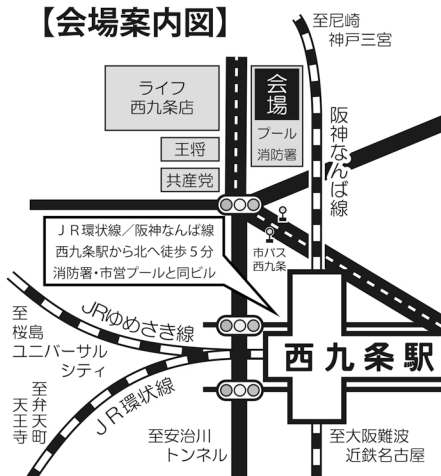 【会場案内図】
至尼崎
神戸三宮
ライフ
西九条店
会場
プール
消防署
王将
共産党
阪神なんば線
JR環状線／阪神なんば線
西九条駅から北へ徒歩5分
消防署・市営プールと同ビル
市バス
西九条
至
桜島
ユニバーサル
シティ
JRゆめさき線
西九条駅
至弁天町
天王寺
JR環状線
至安治川
トンネル
至大阪難波
近鉄名古屋